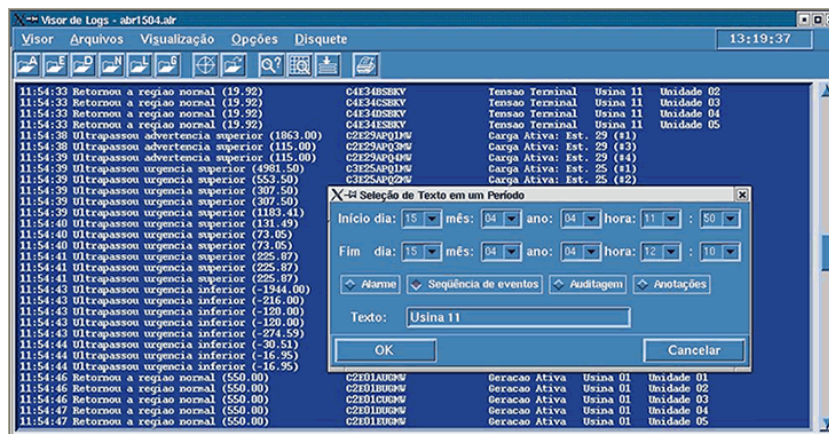 Visor de Logs - abr1504.alr
Visor Arquivos Visualização Opções Disquete 13:19:37
A E D N L G
11:54:33 Retornou a regiao normal (19.92) C4E34BSBKV Tensao Terminal Usina 11 Unidade 02
11:54:33 Retornou a regiao normal (19.92) C4E34CSBKV Tensao Terminal Usina 11 Unidade 03
11:54:33 Retornou a regiao normal (19.92) C4E34DSBKV Tensao Terminal Usina 11 Unidade 04
11:54:33 Retornou a regiao normal (19.92) C4E34ESBKV Tensao Terminal Usina 11 Unidade 05
11:54:38 Ultrapassou advertencia superior (1863.00) C2E29APQ1MW Carga Ativa: Est. 29 (#1)
11:54:38 Ultrapassou advertencia superior (115.00) C2E29APQ3MW Carga Ativa: Est. 29 (#3)
11:54:39 Ultrapassou advertencia superior (115.00) C2E29APQ4MW Carga Ativa: Est. 29 (#4)
11:54:39 Ultrapassou urgencia superior (4981.50) C3E25APQ1MW Carga Ativa: Est. 25 (#1)
11:54:39 Ultrapassou urgencia superior (553.50) C3E25APQ2MW Carga Ativa: Est. 25 (#2)
11:54:39 Ultrapassou urgencia superior (307.50)
11:54:39 Ultrapassou urgencia superior (307.50)
11:54:39 Ultrapassou urgencia superior (1183.41)
11:54:40 Ultrapassou urgencia superior (131.49)
11:54:40 Ultrapassou urgencia superior (73.05)
11:54:40 Ultrapassou urgencia superior (73.05)
11:54:41 Ultrapassou urgencia superior (225.87)
11:54:41 Ultrapassou urgencia superior (225.87)
11:54:41 Ultrapassou urgencia superior (225.87)
11:54:43 Ultrapassou urgencia inferior (-1944.00)
11:54:43 Ultrapassou urgencia inferior (-216.00)
11:54:43 Ultrapassou urgencia inferior (-120.00)
11:54:43 Ultrapassou urgencia inferior (-120.00)
11:54:43 Ultrapassou urgencia inferior (-274.59)
11:54:44 Ultrapassou urgencia inferior (-30.51)
11:54:44 Ultrapassou urgencia inferior (-16.95)
11:54:44 Ultrapassou urgencia inferior (-16.95)
11:54:46 Retornou a regiao normal (550.00) C2E01AUGMW Geracao Ativa Usina 01 Unidade 01
11:54:46 Retornou a regiao normal (550.00) C2E01BUGMW Geracao Ativa Usina 01 Unidade 02
11:54:46 Retornou a regiao normal (550.00) C2E01CUGMW Geracao Ativa Usina 01 Unidade 03
11:54:47 Retornou a regiao normal (550.00) C2E01DUGMW Geracao Ativa Usina 01 Unidade 04
11:54:47 Retornou a regiao normal (550.00) C2E01EUGMW Geracao Ativa Usina 01 Unidade 05
Seleção de Texto em um Período
Início dia: 15 mês: 04 ano: 04 hora: 11 : 50
Fim dia: 15 mês: 04 ano: 04 hora: 12 : 10
Alarme Seqüência de eventos Auditagem Anotações
Texto: Usina 11
OK Cancelar